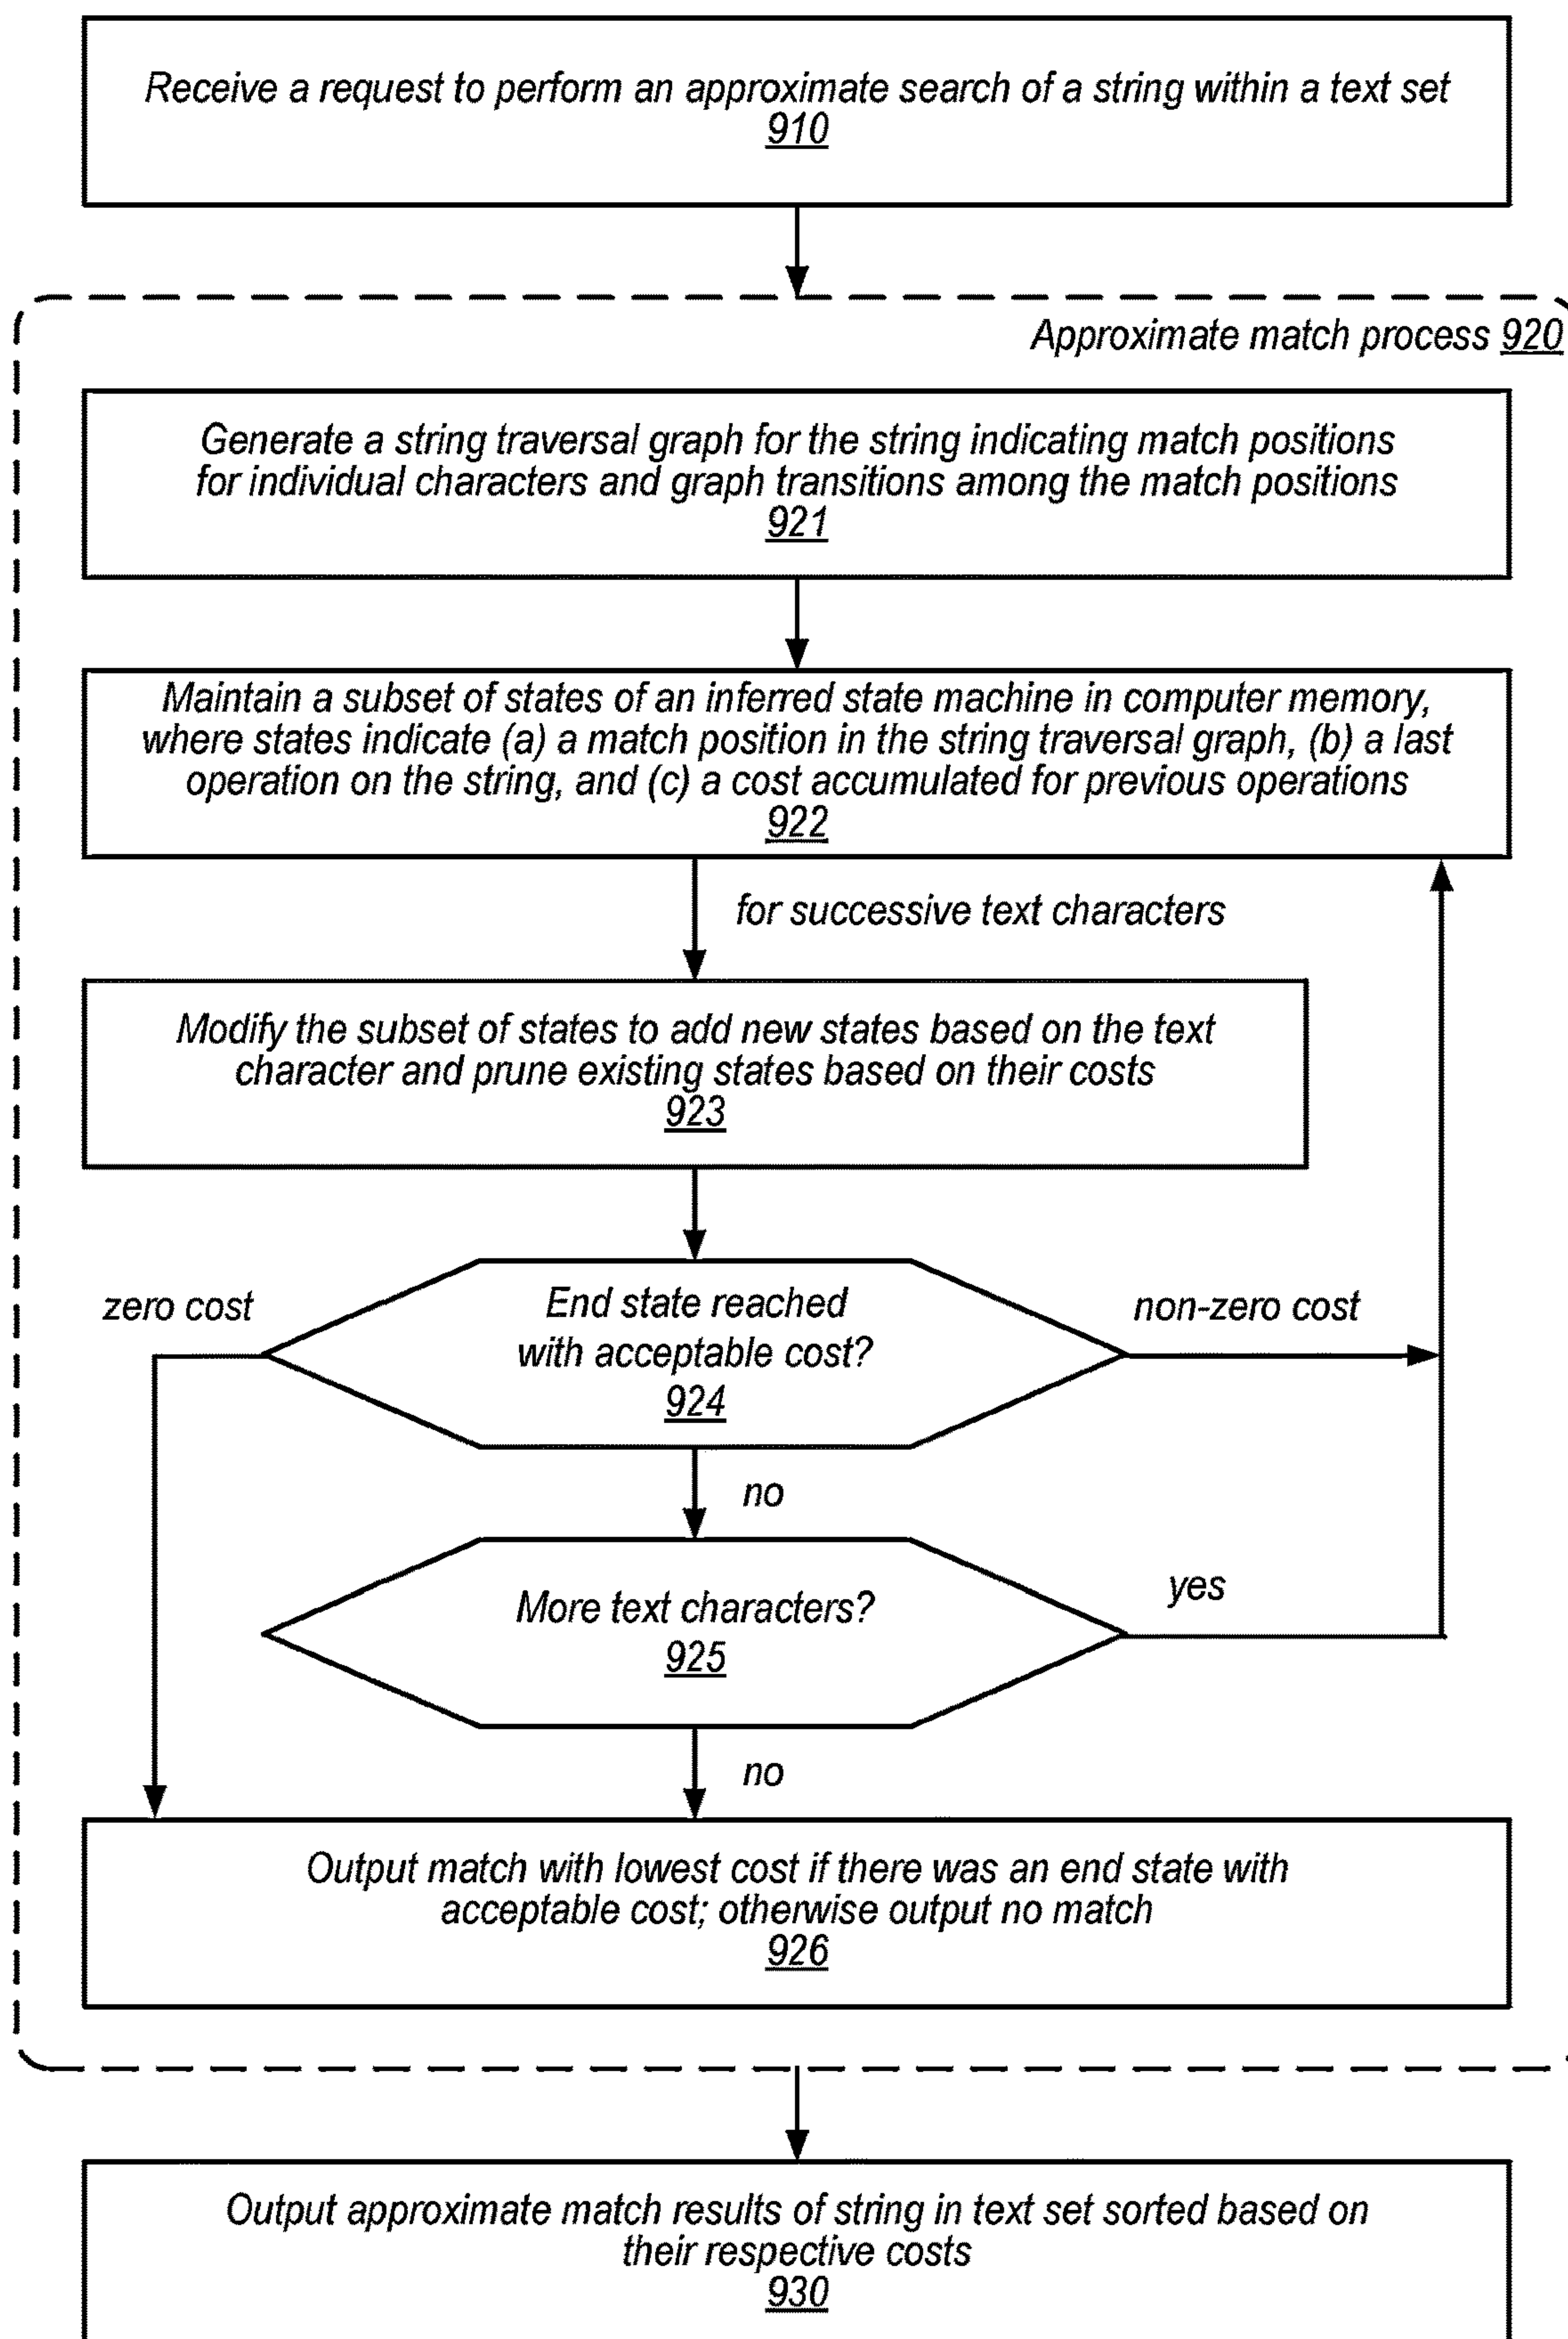 Receive a request to perform an approximate search of a string within a text set
910
Approximate match process 920
Generate a string traversal graph for the string indicating match positions
for individual characters and graph transitions among the match positions
921
Maintain a subset of states of an inferred state machine in computer memory,
where states indicate (a) a match position in the string traversal graph, (b) a last
operation on the string, and (c) a cost accumulated for previous operations
922
for successive text characters
Modify the subset of states to add new states based on the text
character and prune existing states based on their costs
923
zero cost
End state reached
with acceptable cost?
924
non-zero cost
no
More text characters?
925
yes
no
Output match with lowest cost if there was an end state with
acceptable cost; otherwise output no match
926
Output approximate match results of string in text set sorted based on
their respective costs
930